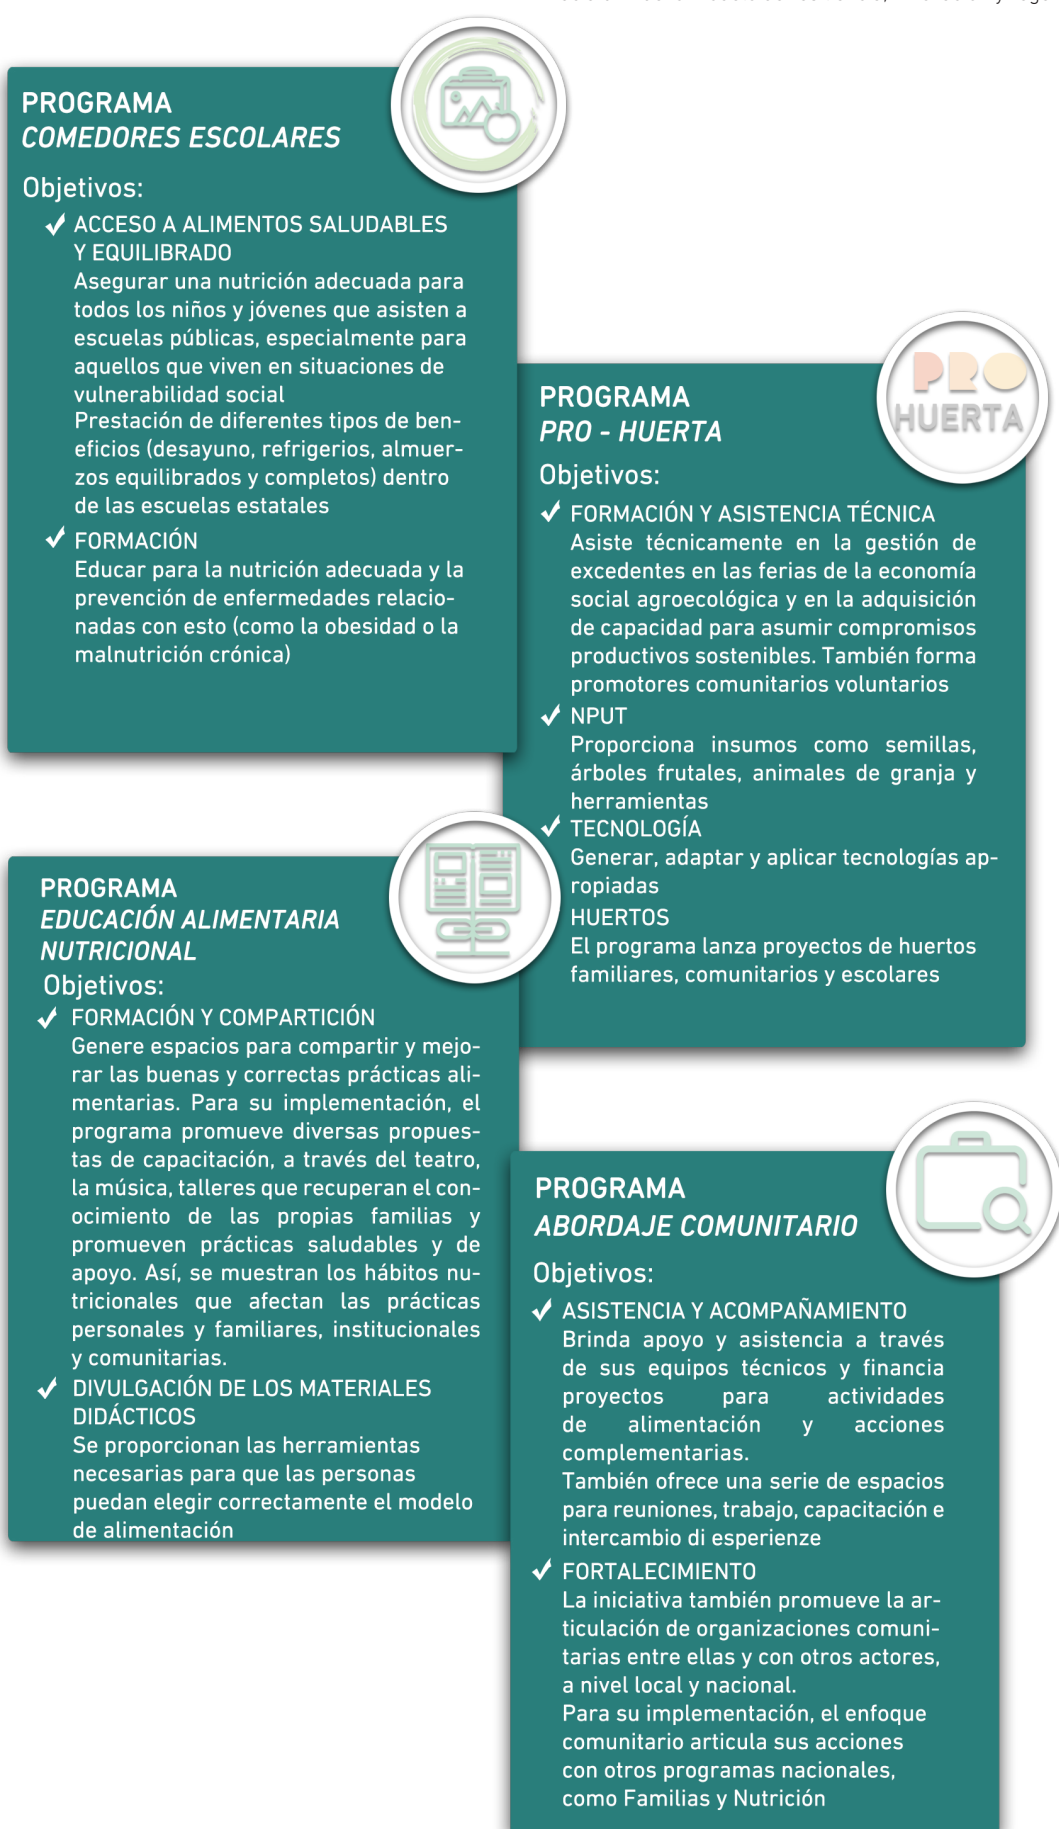 PROGRAMA
COMEDORES ESCOLARES
Objetivos:
ACCESO A ALIMENTOS SALUDABLES
Y EQUILIBRADO
Asegurar una nutrición adecuada para
todos los niños y jóvenes que asisten a
escuelas públicas, especialmente para
aquellos que viven en situaciones de
vulnerabilidad social
Prestación de diferentes tipos de ben-
eficios (desayuno, refrigerios, almuer-
zos equilibrados y completos) dentro
de las escuelas estatales
FORMACIÓN
Educar para la nutrición adecuada y la
prevención de enfermedades relacio-
nadas con esto (como la obesidad o la
malnutrición crónica)
PRO
HUERTA
PROGRAMA
PRO - HUERTA
Objetivos:
FORMACIÓN Y ASISTENCIA TÉCNICA
Asiste técnicamente en la gestión de
excedentes en las ferias de la economía
social agroecológica y en la adquisición
de capacidad para asumir compromisos
productivos sostenibles. También forma
promotores comunitarios voluntarios
NPUT
Proporciona insumos como semillas,
árboles frutales, animales de granja y
herramientas
TECNOLOGÍA
Generar, adaptar y aplicar tecnologías ap-
ropiadas
HUERTOS
El programa lanza proyectos de huertos
familiares, comunitarios y escolares
PROGRAMA
EDUCACIÓN ALIMENTARIA
NUTRICIONAL
Objetivos:
FORMACIÓN Y COMPARTICIÓN
Genere espacios para compartir y mejo-
rar las buenas y correctas prácticas ali-
mentarias. Para su implementación, el
programa promueve diversas propues-
tas de capacitación, a través del teatro,
la música, talleres que recuperan el con-
ocimiento de las propias familias y
promueven prácticas saludables y de
apoyo. Así, se muestran los hábitos nu-
tricionales que afectan las prácticas
personales y familiares, institucionales
y comunitarias.
DIVULGACIÓN DE LOS MATERIALES
DIDÁCTICOS
Se proporcionan las herramientas
necesarias para que las personas
puedan elegir correctamente el modelo
de alimentación
PROGRAMA
ABORDAJE COMUNITARIO
Objetivos:
ASISTENCIA Y ACOMPAÑAMIENTO
Brinda apoyo y asistencia a través
de sus equipos técnicos y financia
proyectos para actividades
de alimentación y acciones
complementarias.
También ofrece una serie de espacios
para reuniones, trabajo, capacitación e
intercambio di esperienze
FORTALECIMIENTO
La iniciativa también promueve la ar-
ticulación de organizaciones comuni-
tarias entre ellas y con otros actores,
a nivel local y nacional.
Para su implementación, el enfoque
comunitario articula sus acciones
con otros programas nacionales,
como Familias y Nutrición